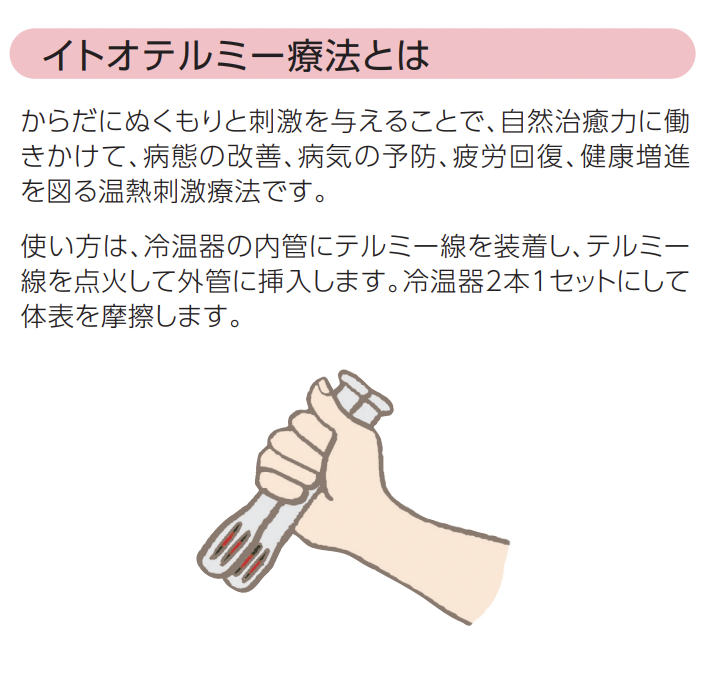 イトオテルミー療法とは
からだにぬくもりと刺激を与えることで、自然治癒力に働
きかけて、病態の改善、病気の予防、疲労回復、健康増進
を図る温熱刺激療法です。
使い方は、冷温器の内管にテルミー線を装着し、テルミー
線を点火して外管に挿入します。冷温器2本1セットにして
体表を摩擦します。